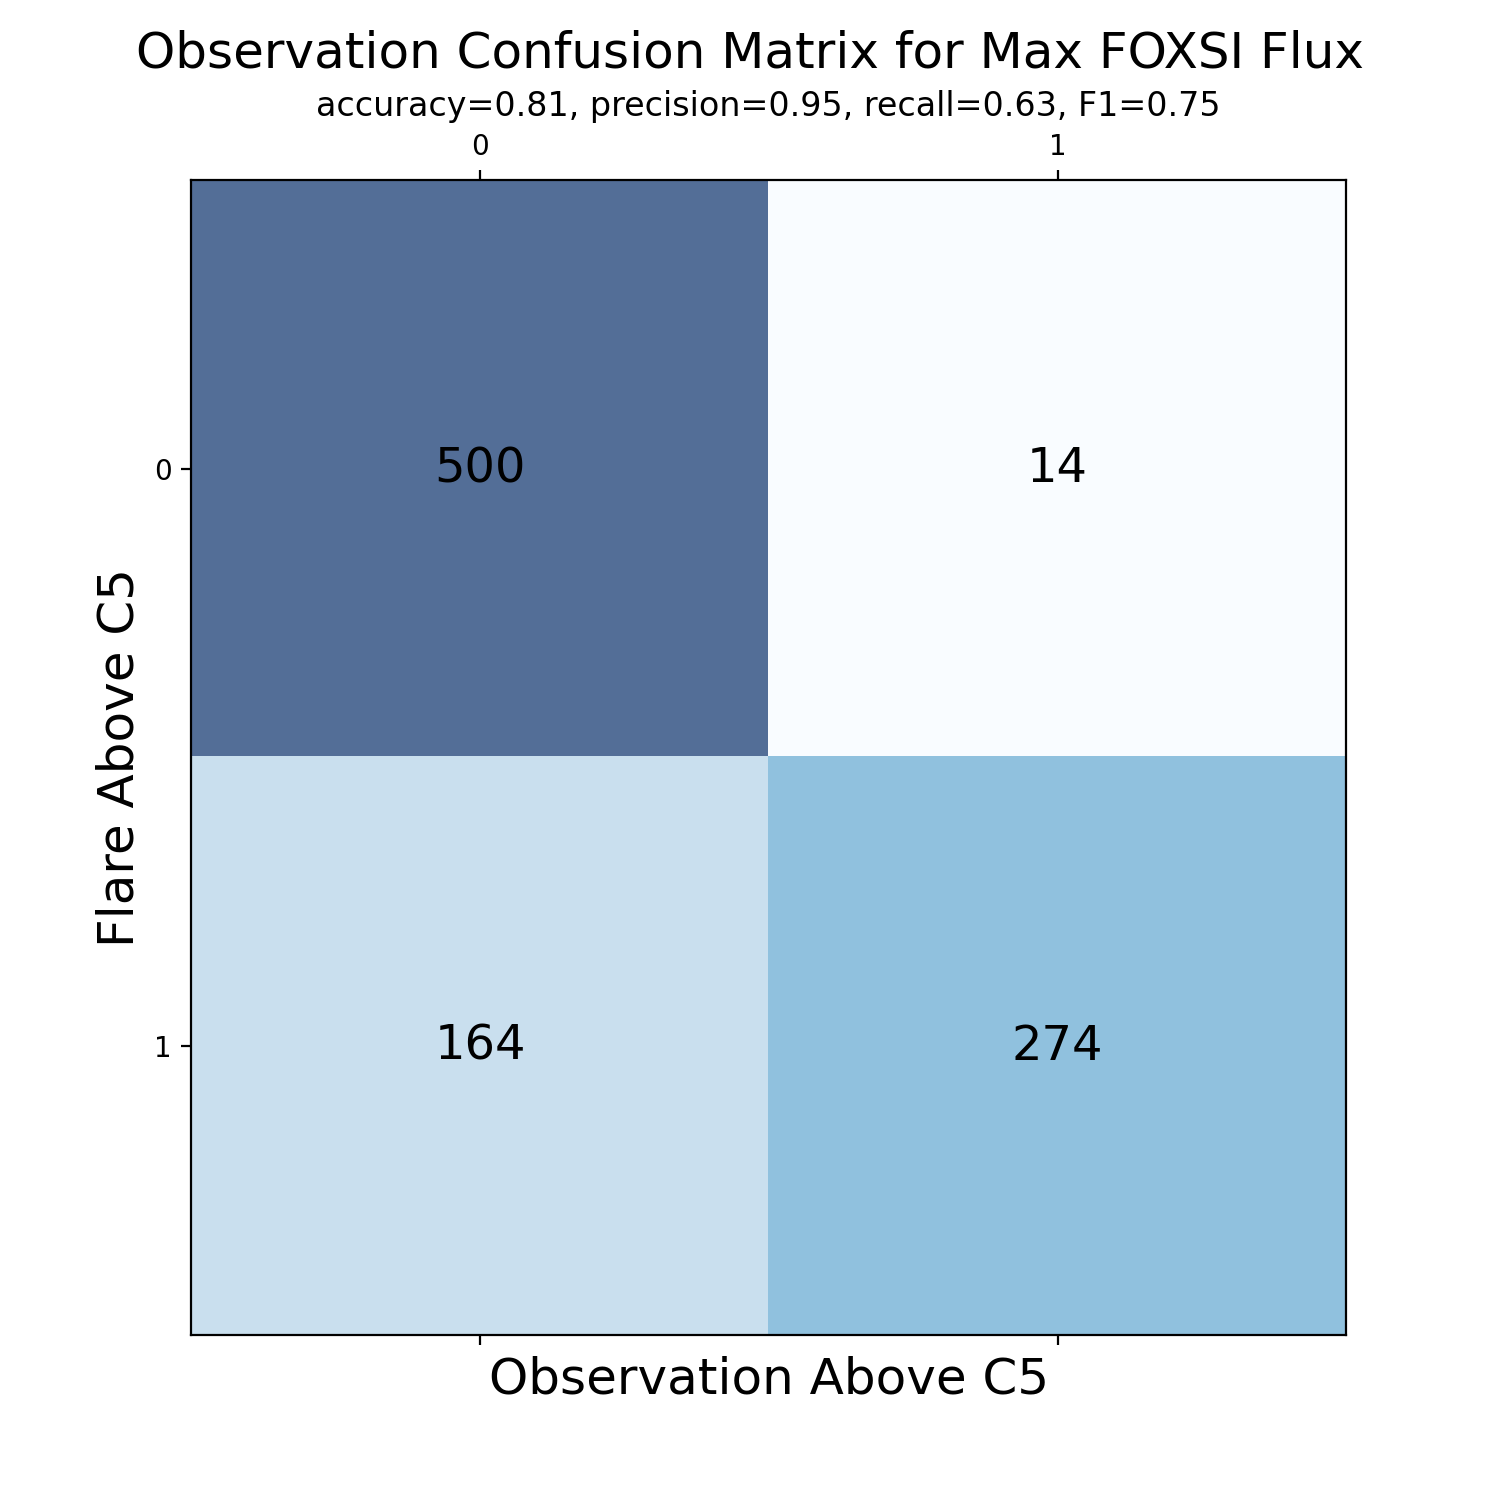 Observation Confusion Matrix for Max FOXSI Flux
accuracy=0.81, precision=0.95, recall=0.63, F1=0.75
0 1
0 500 14
Flare Above C5
1 164 274
Observation Above C5